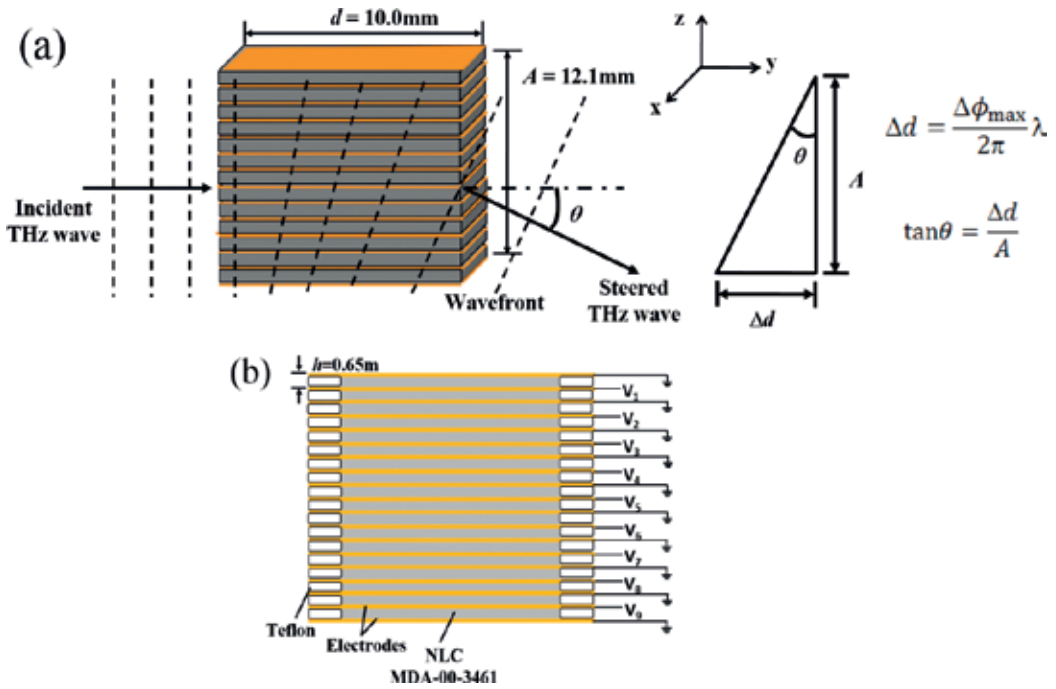 (a)
d = 10.0mm
A = 12.1mm
Incident
THz wave
θ
Wavefront
Steered
THz wave
z
y
x
θ
A
Δd
Δd = Δϕmax/2π λ
tanθ = Δd/A
(b)
h=0.65m
V₁
V₂
V₃
V₄
V₅
V₆
V₇
V₈
V₉
Teflon
Electrodes
NLC
MDA-00-3461